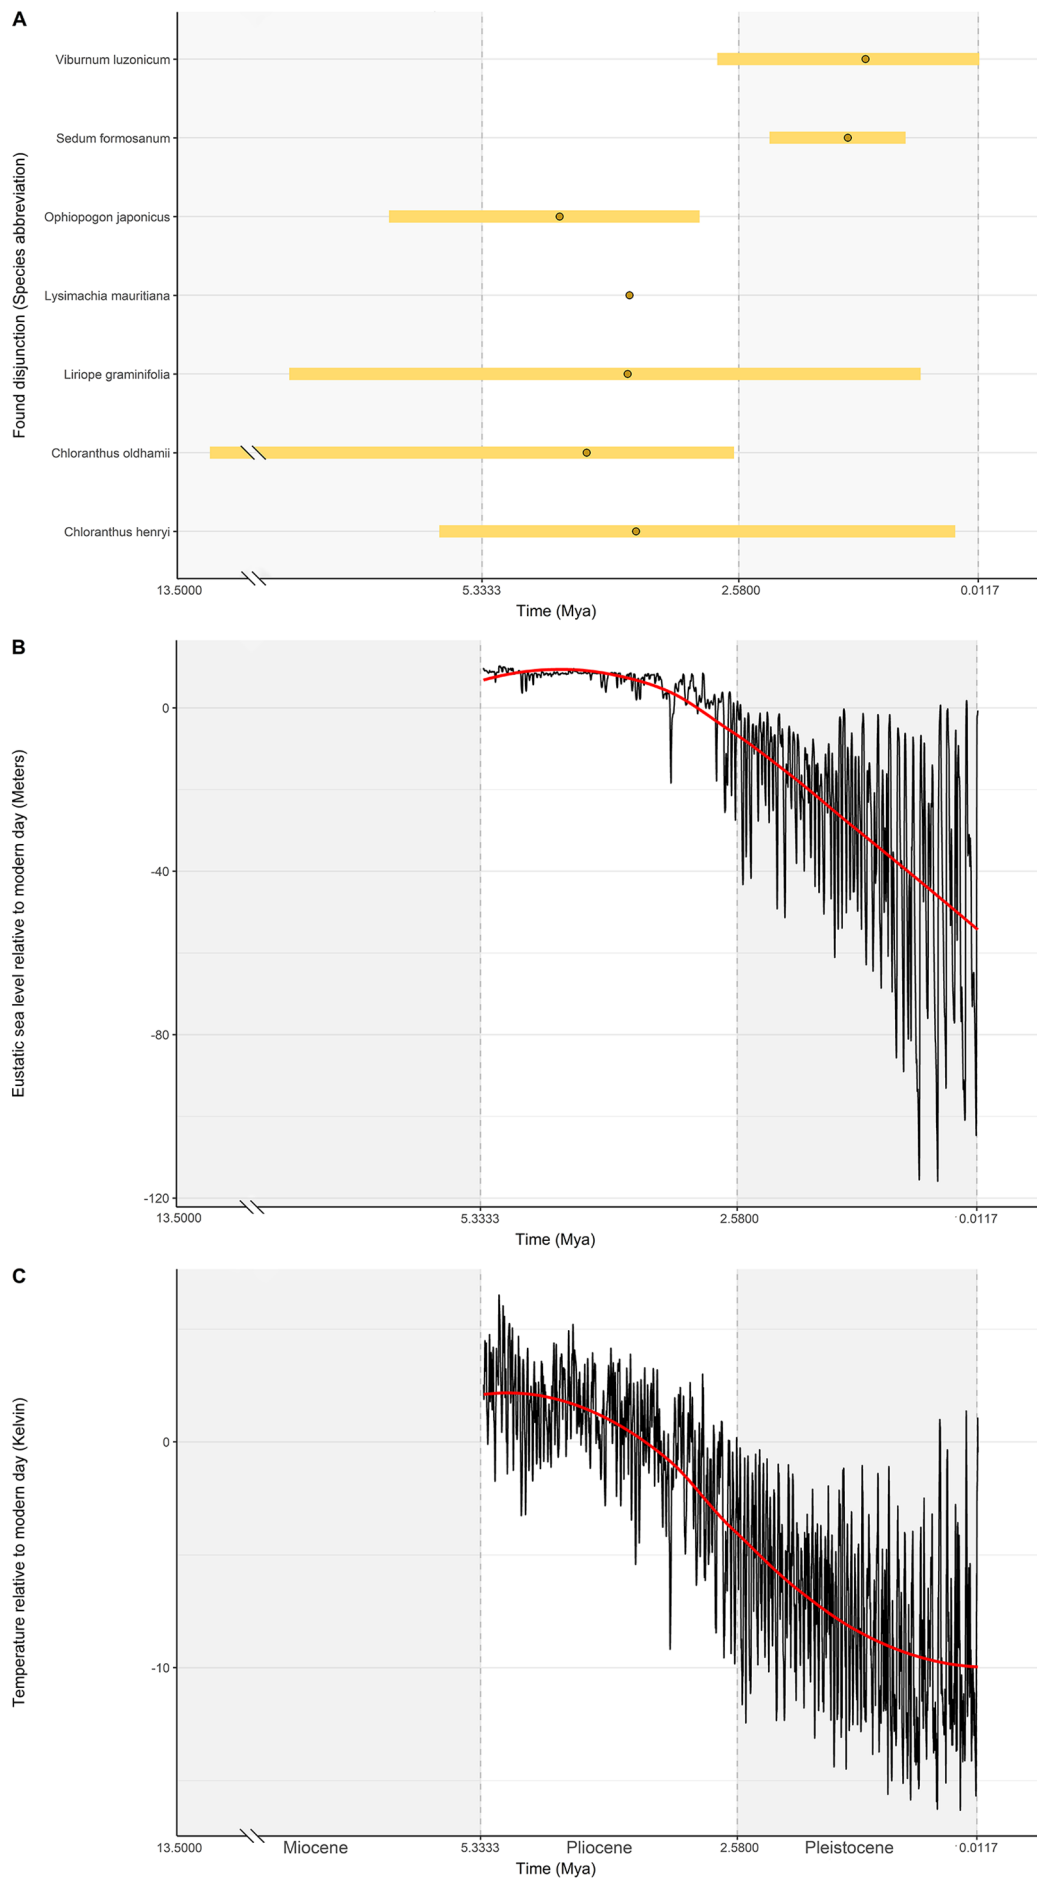 A
Found disjunction (Species abbreviation)
Viburnum luzonicum
Sedum formosanum
Ophiopogon japonicus
Lysimachia mauritiana
Liriope graminifolia
Chloranthus oldhamii
Chloranthus henryi
13.5000 5.3333 2.5800 0.0117
Time (Mya)
B
Eustatic sea level relative to modern day (Meters)
0
-40
-80
-120
13.5000 5.3333 2.5800 0.0117
Time (Mya)
C
Temperature relative to modern day (Kelvin)
0
-10
13.5000 Miocene 5.3333 Pliocene 2.5800 Pleistocene 0.0117
Time (Mya)